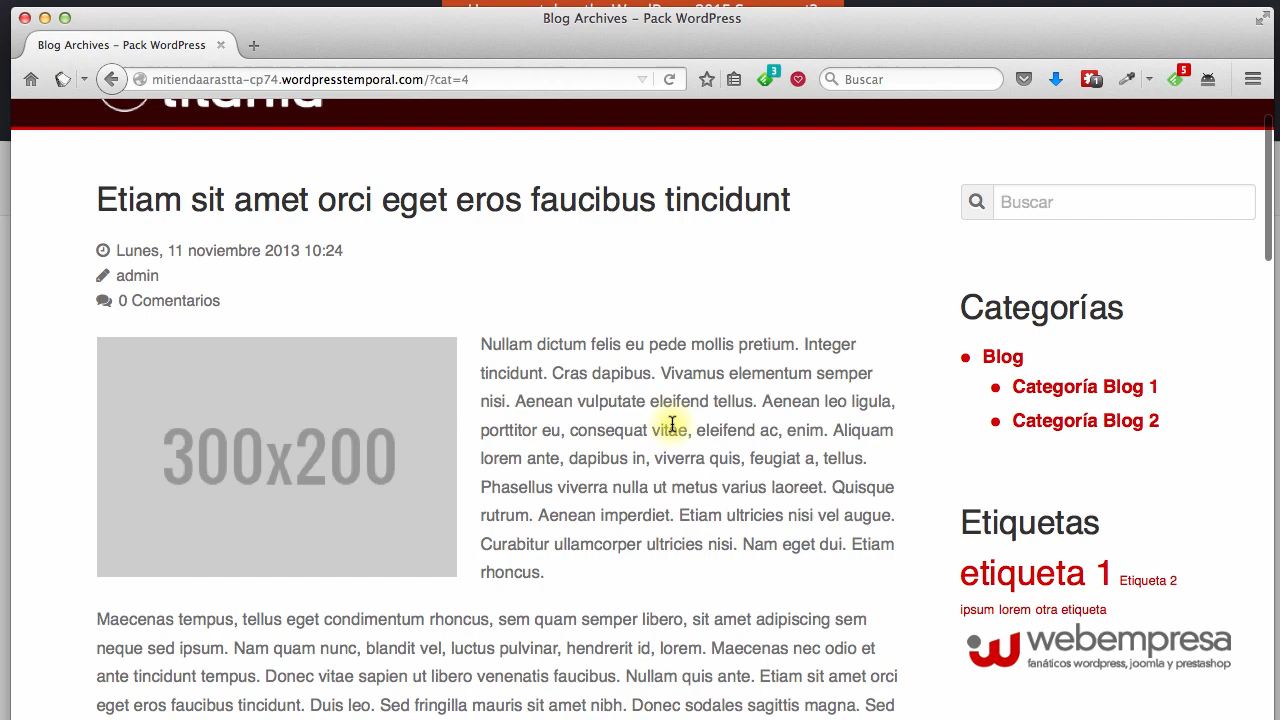 Blog Archives – Pack WordPress
Blog Archives – Pack WordPress
mitiendaarastta-cp74.wordpresstemporal.com/?cat=4
3
Buscar
1
5
Etiam sit amet orci eget eros faucibus tincidunt
Lunes, 11 noviembre 2013 10:24
admin
0 Comentarios
300x200
Nullam dictum felis eu pede mollis pretium. Integer
tincidunt. Cras dapibus. Vivamus elementum semper
nisi. Aenean vulputate eleifend tellus. Aenean leo ligula,
porttitor eu, consequat vitae, eleifend ac, enim. Aliquam
lorem ante, dapibus in, viverra quis, feugiat a, tellus.
Phasellus viverra nulla ut metus varius laoreet. Quisque
rutrum. Aenean imperdiet. Etiam ultricies nisi vel augue.
Curabitur ullamcorper ultricies nisi. Nam eget dui. Etiam
rhoncus.
Maecenas tempus, tellus eget condimentum rhoncus, sem quam semper libero, sit amet adipiscing sem
neque sed ipsum. Nam quam nunc, blandit vel, luctus pulvinar, hendrerit id, lorem. Maecenas nec odio et
ante tincidunt tempus. Donec vitae sapien ut libero venenatis faucibus. Nullam quis ante. Etiam sit amet orci
eget eros faucibus tincidunt. Duis leo. Sed fringilla mauris sit amet nibh. Donec sodales sagittis magna. Sed
Buscar
Categorías
Blog
Categoría Blog 1
Categoría Blog 2
Etiquetas
etiqueta 1 Etiqueta 2
ipsum lorem otra etiqueta
webempresa
fanáticos wordpress, joomla y prestashop